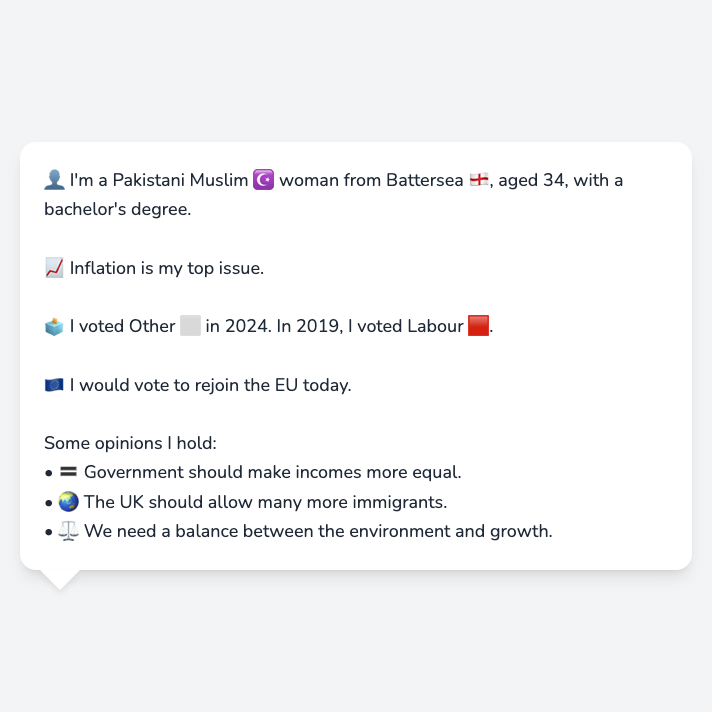 👤 I'm a Pakistani Muslim ☪️ woman from Battersea 🏴󠁧󠁢󠁥󠁮󠁧󠁿, aged 34, with a
bachelor's degree.
📈 Inflation is my top issue.
🗳️ I voted Other ⬜ in 2024. In 2019, I voted Labour 🟥.
🇪🇺 I would vote to rejoin the EU today.
Some opinions I hold:
• 🟰 Government should make incomes more equal.
• 🌏 The UK should allow many more immigrants.
• ⚖️ We need a balance between the environment and growth.